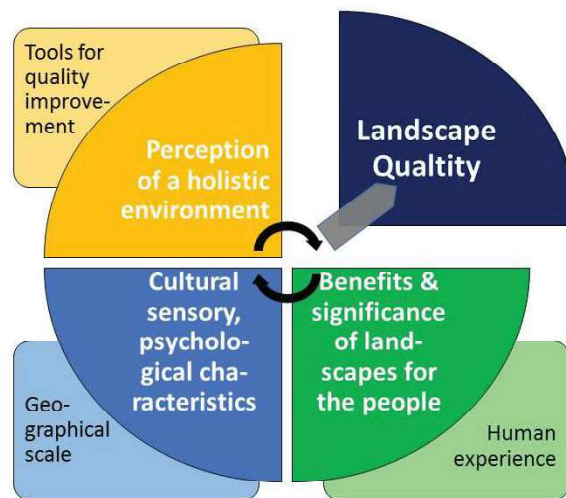 Tools for
quality
improve-
ment
Perception
of a holistic
environment
Landscape
Qualtity
Cultural
sensory,
psycholo-
gical cha-
racteristics
Benefits &
significance
of land-
scapes for
the people
Geo-
graphical
scale
Human
experience